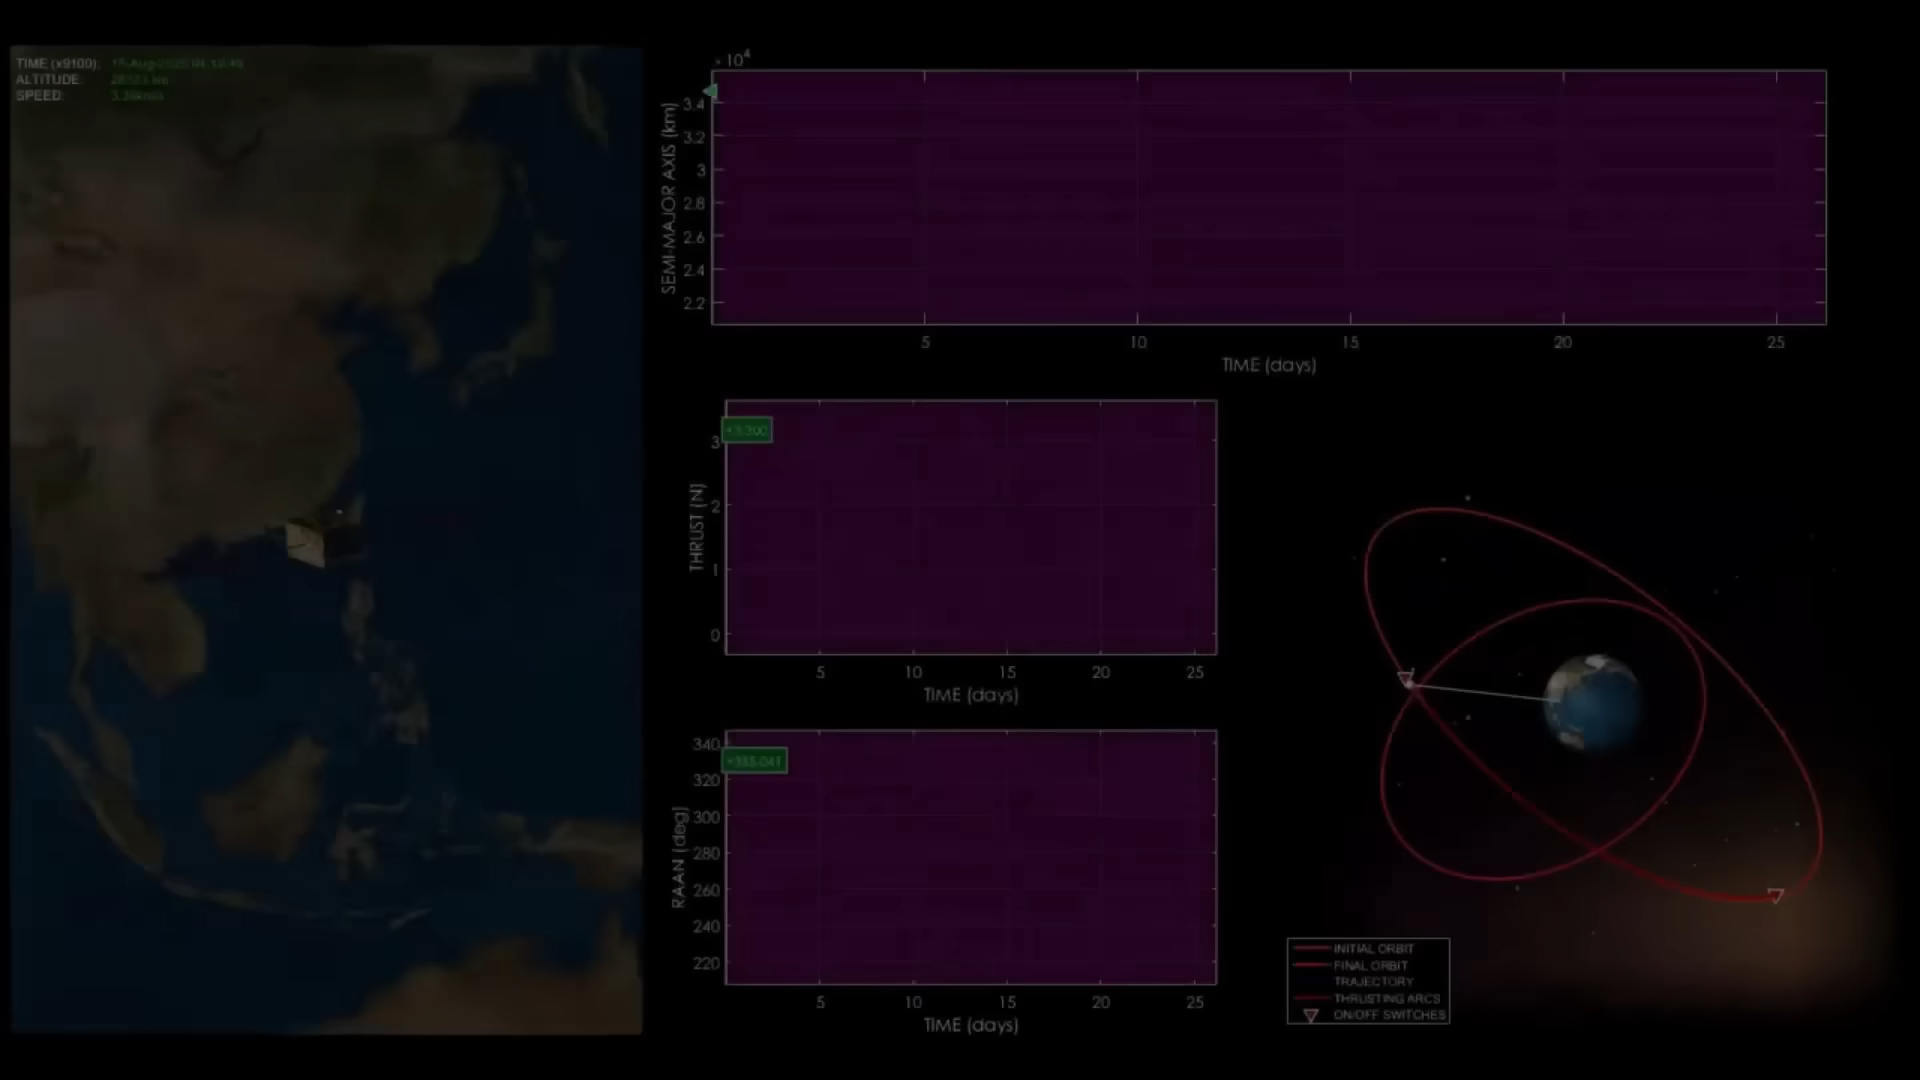 TIME (x9100):
ALTITUDE:
SPEED:
× 10⁴
SEMI-MAJOR AXIS (km)
3.4
3.2
3
2.8
2.6
2.4
2.2
5 10 15 20 25
TIME (days)
THRUST (N)
3
2
1
0
5 10 15 20 25
TIME (days)
RAAN (deg)
340
320
300
280
260
240
220
5 10 15 20 25
TIME (days)
INITIAL ORBIT
FINAL ORBIT
TRAJECTORY
THRUSTING ARCS
ON/OFF SWITCHES